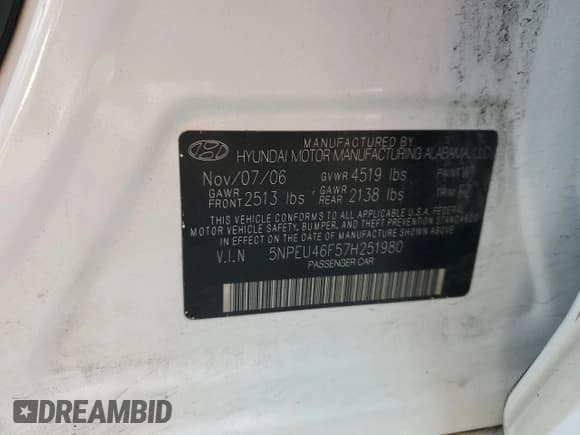 MANUFACTURED BY
HYUNDAI MOTOR MANUFACTURING ALABAMA, LLC
Nov/07/06 GVWR 4519 lbs PAINT
GAWR FRONT 2513 lbs GAWR REAR 2138 lbs TRIM
THIS VEHICLE CONFORMS TO ALL APPLICABLE U.S.A. FEDERAL
MOTOR VEHICLE SAFETY, BUMPER, AND THEFT PREVENTION STANDARDS
IN EFFECT ON THE DATE OF MANUFACTURE SHOWN ABOVE
V.I.N 5NPEU46F57H251980
PASSENGER CAR
DREAMBID